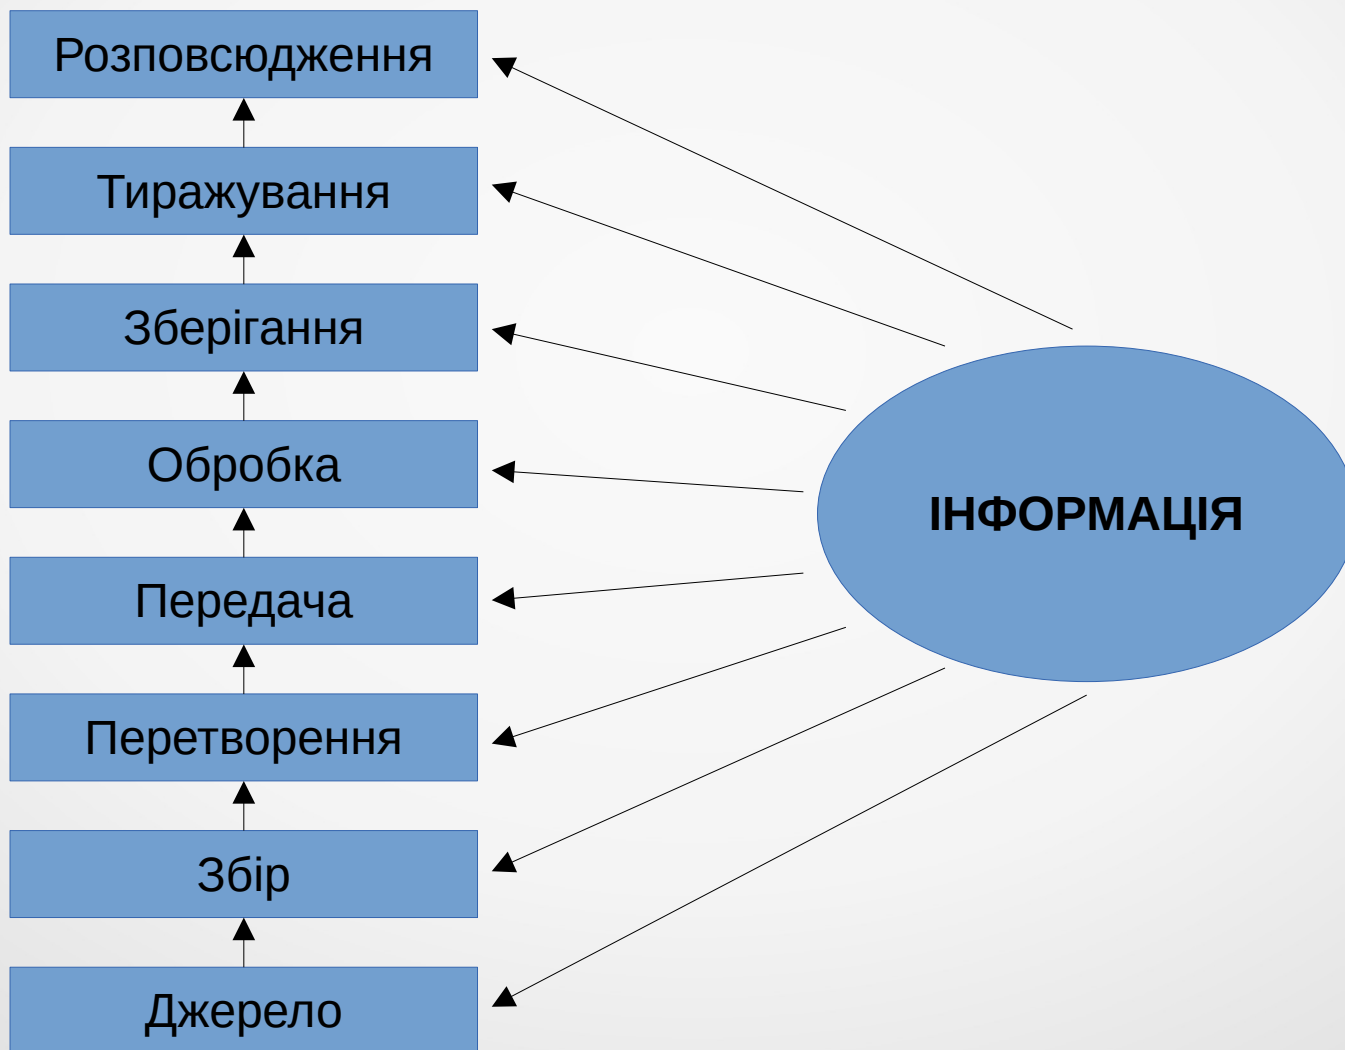 Розповсюдження
Тиражування
Зберігання
Обробка
Передача
Перетворення
Збір
Джерело
ІНФОРМАЦІЯ